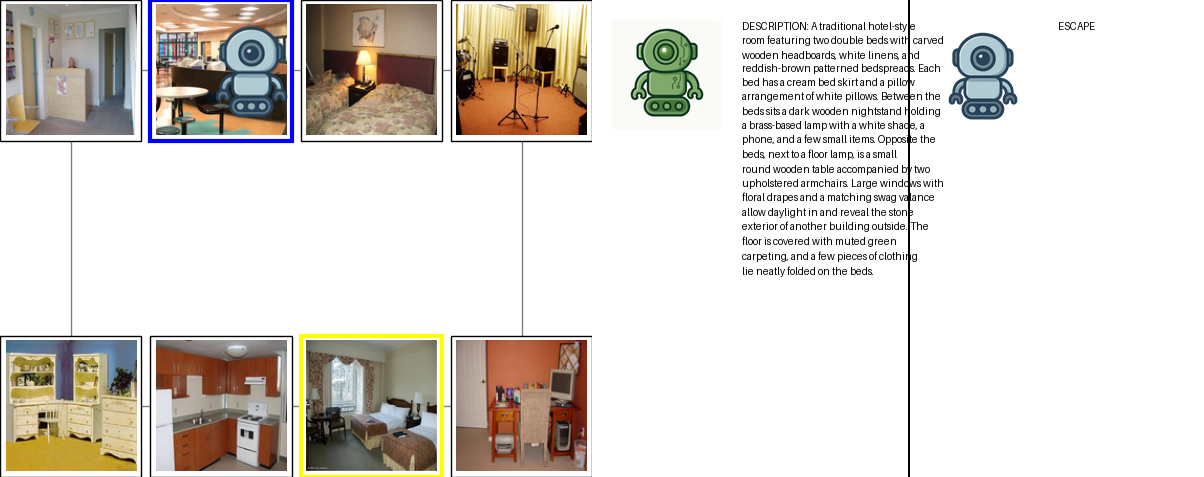 DESCRIPTION: A traditional hotel-style
room featuring two double beds with carved
wooden headboards, white linens, and
reddish-brown patterned bedspreads. Each
bed has a cream bed skirt and a pillow
arrangement of white pillows. Between the
beds sits a dark wooden nightstand holding
a brass-based lamp with a white shade, a
phone, and a few small items. Opposite the
beds, next to a floor lamp, is a small
round wooden table accompanied by two
upholstered armchairs. Large windows with
floral drapes and a matching swag valance
allow daylight in and reveal the stone
exterior of another building outside. The
floor is covered with muted green
carpeting, and a few pieces of clothing
lie neatly folded on the beds.
ESCAPE